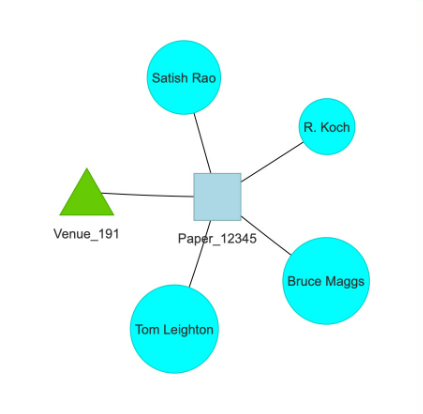 Satish Rao
R. Koch
Venue_191
Paper_12345
Bruce Maggs
Tom Leighton